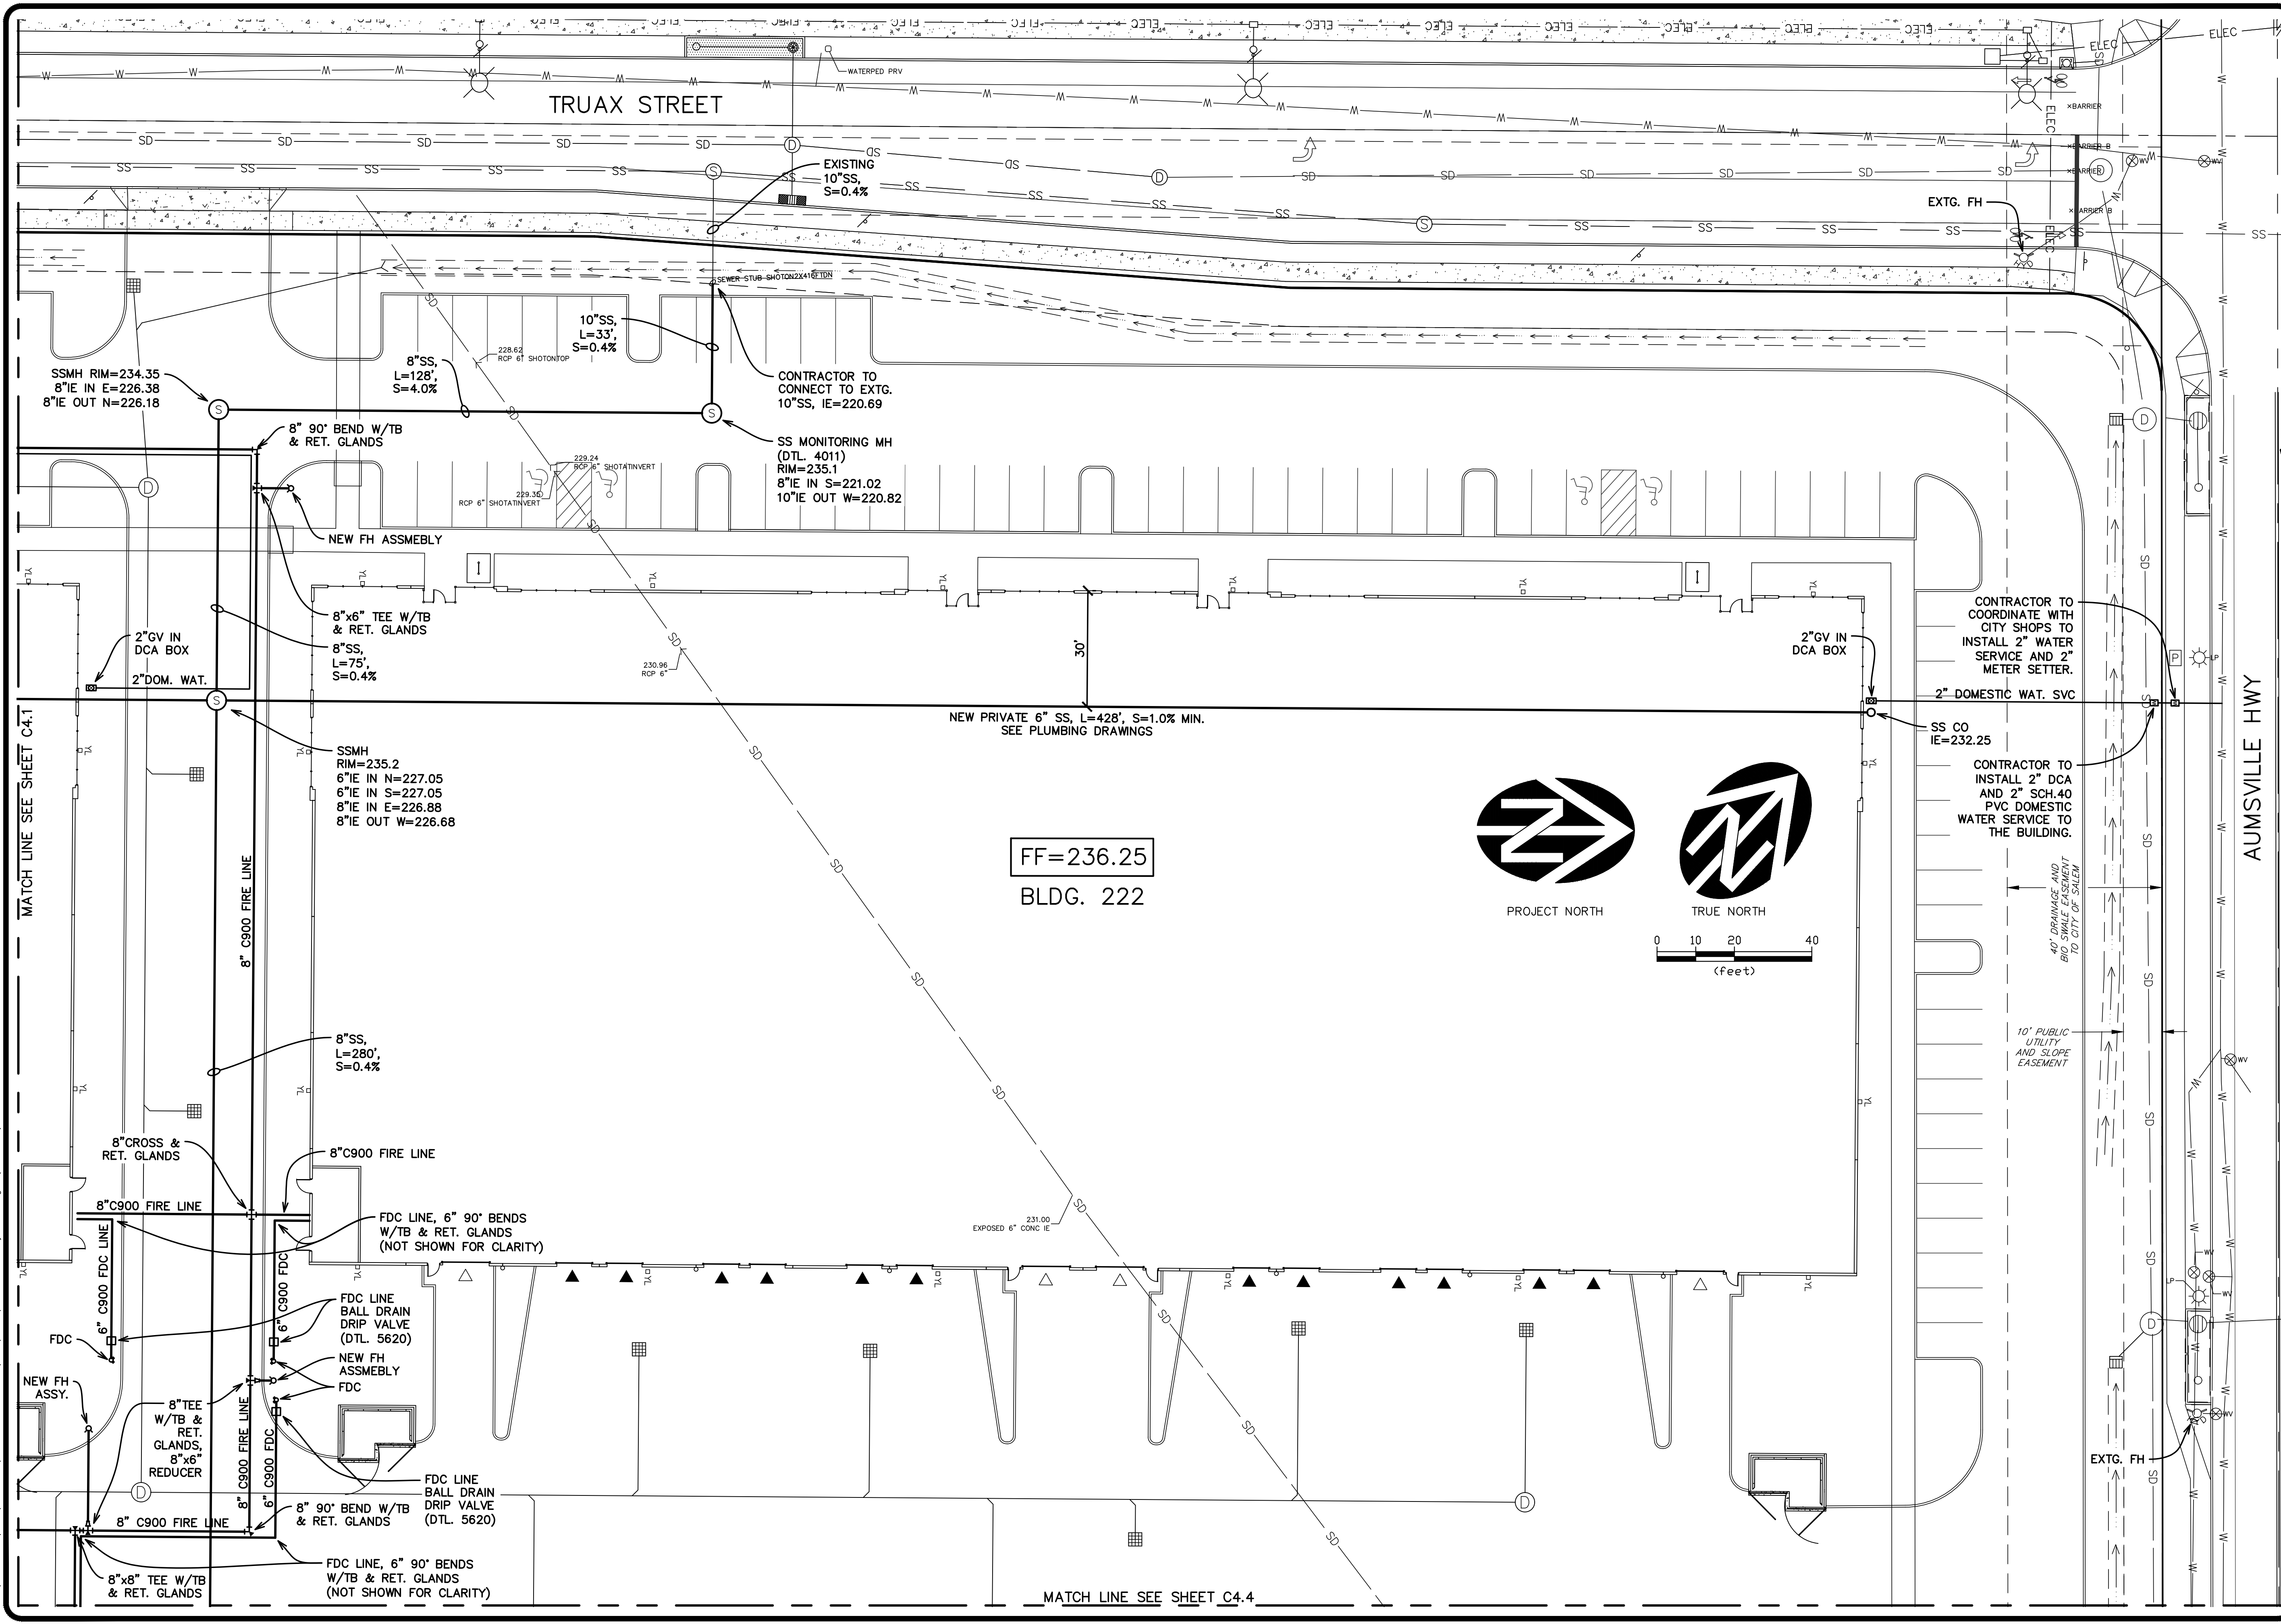 TRUAX STREET
WATERPED PRV
EXISTING
10"SS,
S=0.4%
×BARRIER
×BARRIER B
×BARRIER
×BARRIER B
EXTG. FH
SEWER STUB SHOTON2X416FTDN
10"SS,
L=33',
S=0.4%
228.62
RCP 6" SHOTONTOP
8"SS,
L=128',
S=4.0%
SSMH RIM=234.35
8"IE IN E=226.38
8"IE OUT N=226.18
CONTRACTOR TO
CONNECT TO EXTG.
10"SS, IE=220.69
8" 90° BEND W/TB
& RET. GLANDS
SS MONITORING MH
(DTL. 4011)
RIM=235.1
8"IE IN S=221.02
10"IE OUT W=220.82
229.24
RCP 6" SHOTATINVERT
229.35
RCP 6" SHOTATINVERT
NEW FH ASSMEBLY
8"x6" TEE W/TB
& RET. GLANDS
2"GV IN
DCA BOX
8"SS,
L=75',
S=0.4%
2"DOM. WAT.
230.96
RCP 6"
30'
NEW PRIVATE 6" SS, L=428', S=1.0% MIN.
SEE PLUMBING DRAWINGS
2"GV IN
DCA BOX
CONTRACTOR TO
COORDINATE WITH
CITY SHOPS TO
INSTALL 2" WATER
SERVICE AND 2"
METER SETTER.
2" DOMESTIC WAT. SVC
SS CO
IE=232.25
CONTRACTOR TO
INSTALL 2" DCA
AND 2" SCH.40
PVC DOMESTIC
WATER SERVICE TO
THE BUILDING.
AUMSVILLE HWY
MATCH LINE SEE SHEET C4.1
SSMH
RIM=235.2
6"IE IN N=227.05
6"IE IN S=227.05
8"IE IN E=226.88
8"IE OUT W=226.68
8" C900 FIRE LINE
FF=236.25
BLDG. 222
PROJECT NORTH
TRUE NORTH
0 10 20 40
(feet)
40' DRAINAGE AND
BIO SWALE EASEMENT
TO CITY OF SALEM
10' PUBLIC
UTILITY
AND SLOPE
EASEMENT
8"SS,
L=280',
S=0.4%
8"CROSS &
RET. GLANDS
8"C900 FIRE LINE
8"C900 FIRE LINE
FDC LINE, 6" 90° BENDS
W/TB & RET. GLANDS
(NOT SHOWN FOR CLARITY)
231.00
EXPOSED 6" CONC IE
6" C900 FDC LINE
6" C900 FDC
FDC LINE
BALL DRAIN
DRIP VALVE
(DTL. 5620)
FDC
NEW FH
ASSMEBLY
FDC
NEW FH
ASSY.
8"TEE
W/TB &
RET.
GLANDS,
8"x6"
REDUCER
8" C900 FIRE LINE
6" C900 FDC
FDC LINE
BALL DRAIN
DRIP VALVE
(DTL. 5620)
8" 90° BEND W/TB
& RET. GLANDS
8" C900 FIRE LINE
FDC LINE, 6" 90° BENDS
W/TB & RET. GLANDS
(NOT SHOWN FOR CLARITY)
8"x8" TEE W/TB
& RET. GLANDS
EXTG. FH
MATCH LINE SEE SHEET C4.4